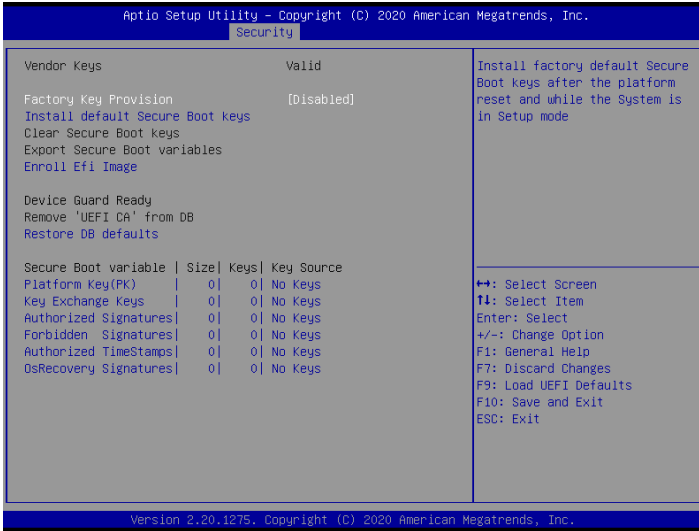 Aptio Setup Utility – Copyright (C) 2020 American Megatrends, Inc.
Security
Vendor Keys Valid
Factory Key Provision [Disabled]
Install default Secure Boot keys
Clear Secure Boot keys
Export Secure Boot variables
Enroll Efi Image
Device Guard Ready
Remove 'UEFI CA' from DB
Restore DB defaults
Secure Boot variable | Size| Keys| Key Source
Platform Key(PK) | 0| 0| No Keys
Key Exchange Keys | 0| 0| No Keys
Authorized Signatures| 0| 0| No Keys
Forbidden Signatures| 0| 0| No Keys
Authorized TimeStamps| 0| 0| No Keys
OsRecovery Signatures| 0| 0| No Keys
Install factory default Secure
Boot keys after the platform
reset and while the System is
in Setup mode
↔: Select Screen
↑↓: Select Item
Enter: Select
+/-: Change Option
F1: General Help
F7: Discard Changes
F9: Load UEFI Defaults
F10: Save and Exit
ESC: Exit
Version 2.20.1275. Copyright (C) 2020 American Megatrends, Inc.